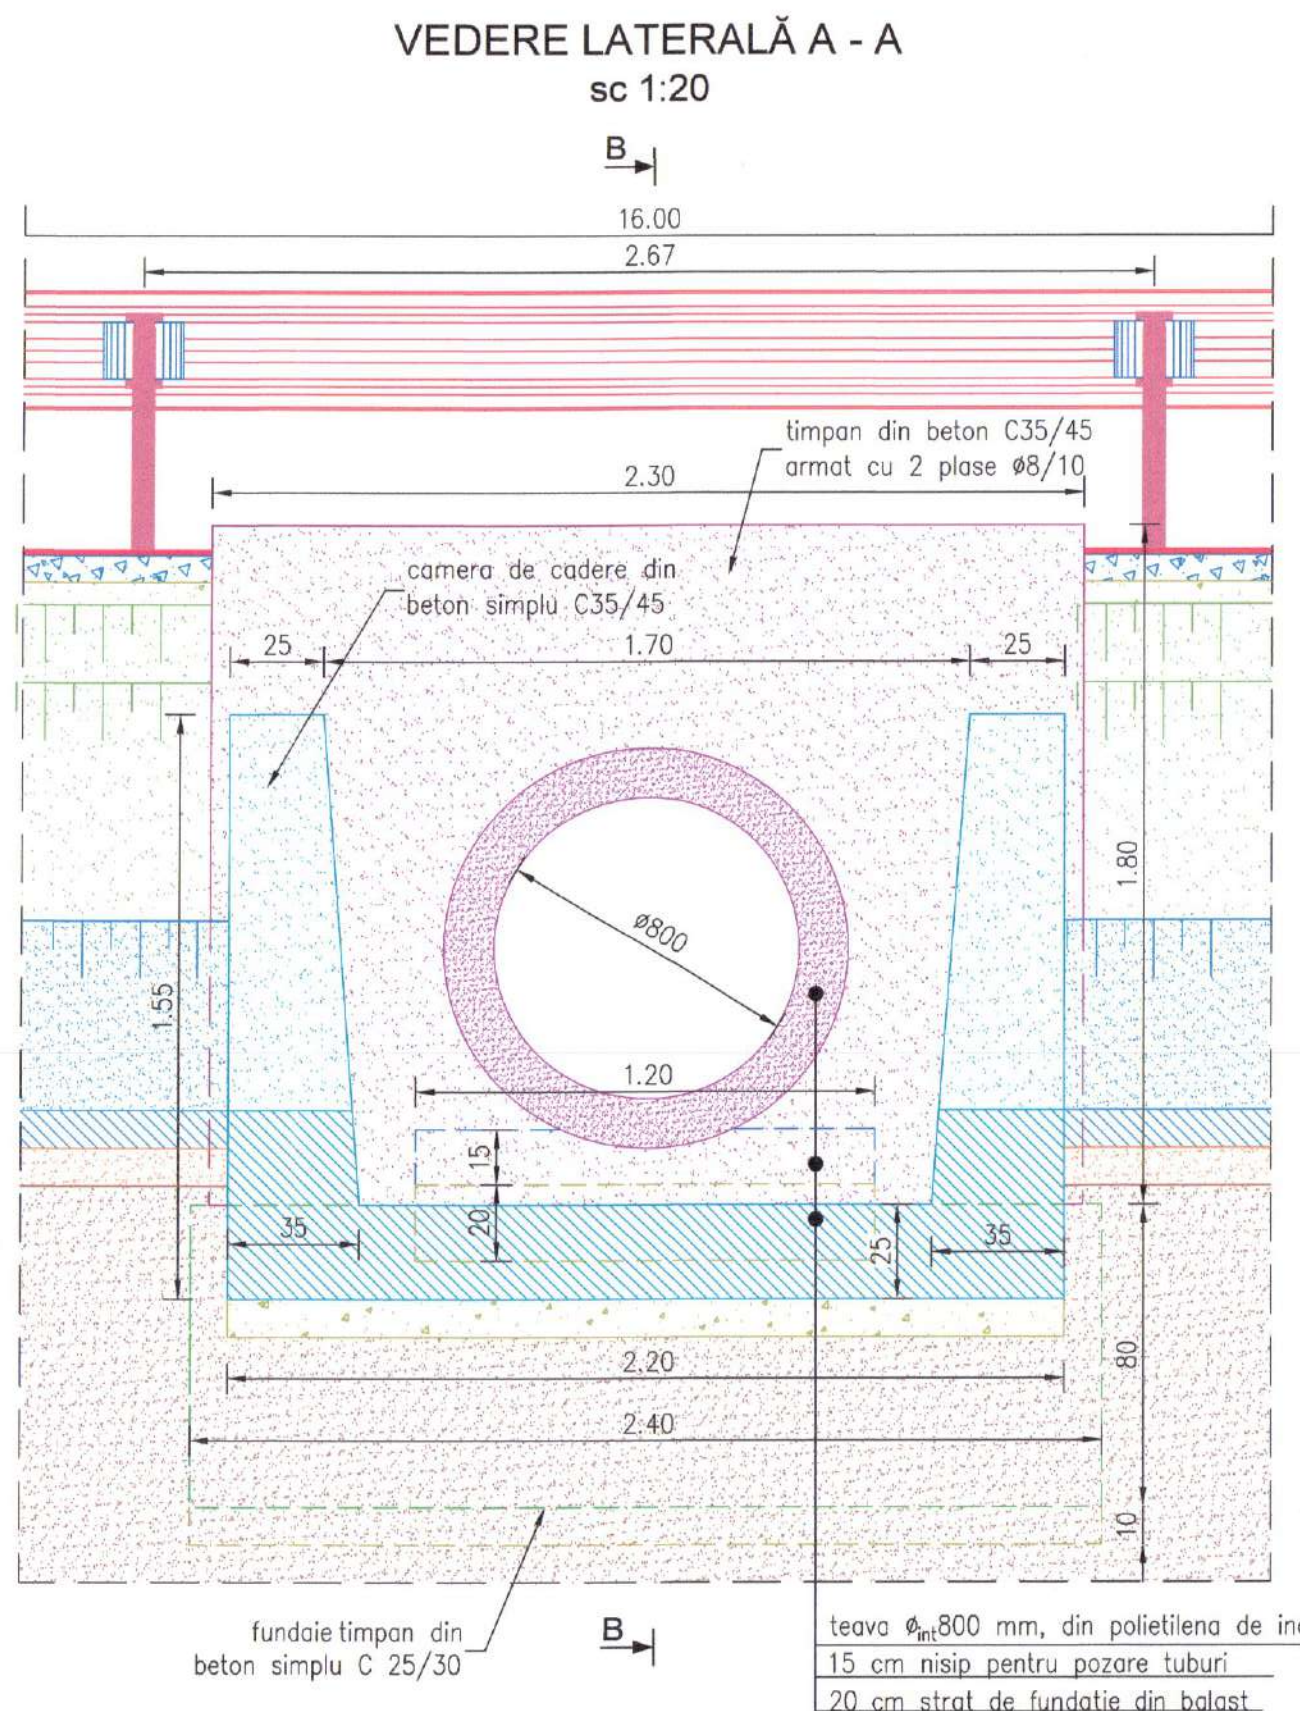 VEDERE LATERALĂ A - A
sc 1:20
B
16.00
2.67
timpan din beton C35/45
armat cu 2 plase ø8/10
2.30
camera de cadere din
beton simplu C35/45
25
1.70
25
1.80
ø800
1.55
1.20
15
20
35
25
35
2.20
80
2.40
10
fundaie timpan din
beton simplu C 25/30
B
teava øint800 mm, din polietilena de
15 cm nisip pentru pozare tuburi
20 cm strat de fundatie din balast